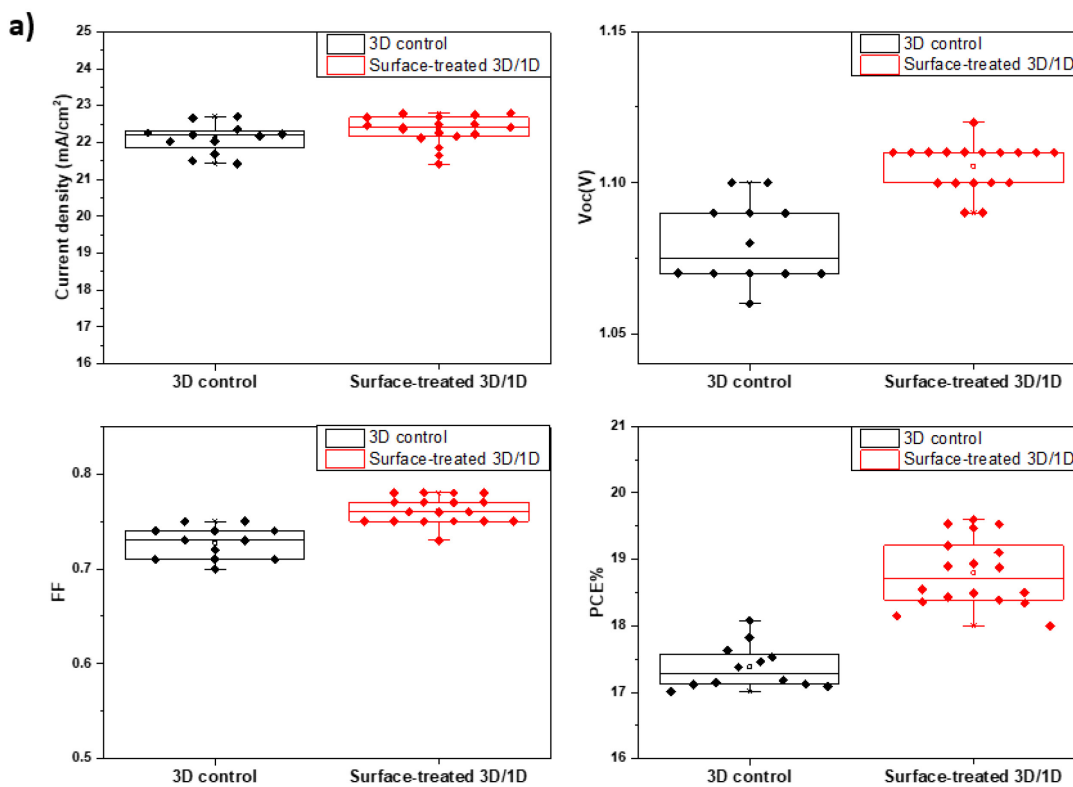 a)
25
24
23
22
21
20
19
18
17
16
Current density (mA/cm²)
3D control
Surface-treated 3D/1D
3D control
Surface-treated 3D/1D
1.15
1.10
1.05
Voc(V)
3D control
Surface-treated 3D/1D
3D control
Surface-treated 3D/1D
0.8
0.7
0.6
0.5
FF
3D control
Surface-treated 3D/1D
3D control
Surface-treated 3D/1D
21
20
19
18
17
16
PCE%
3D control
Surface-treated 3D/1D
3D control
Surface-treated 3D/1D